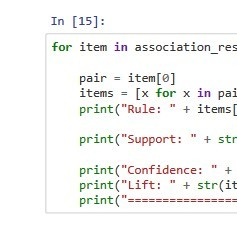 In [15]:
for item in association_res
pair = item[0]
items = [x for x in pai
print("Rule: " + items[
print("Support: " + str
print("Confidence: " +
print("Lift: " + str(it
print("=================